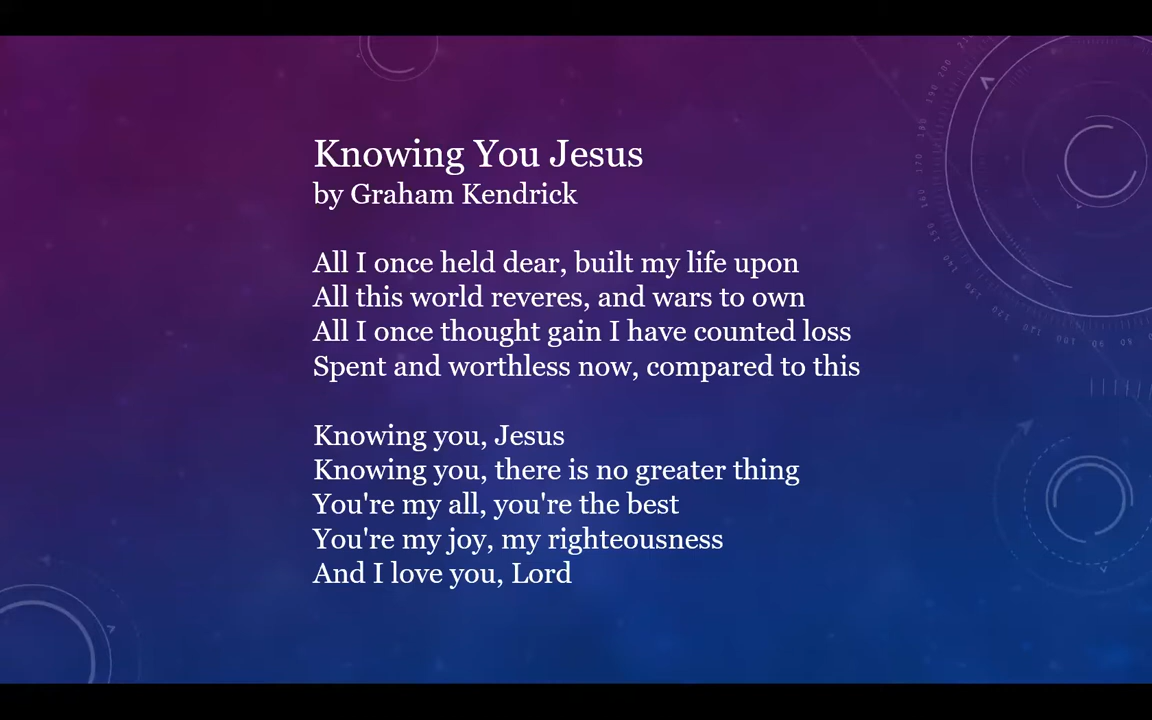 Knowing You Jesus
by Graham Kendrick
All I once held dear, built my life upon
All this world reveres, and wars to own
All I once thought gain I have counted loss
Spent and worthless now, compared to this
Knowing you, Jesus
Knowing you, there is no greater thing
You're my all, you're the best
You're my joy, my righteousness
And I love you, Lord